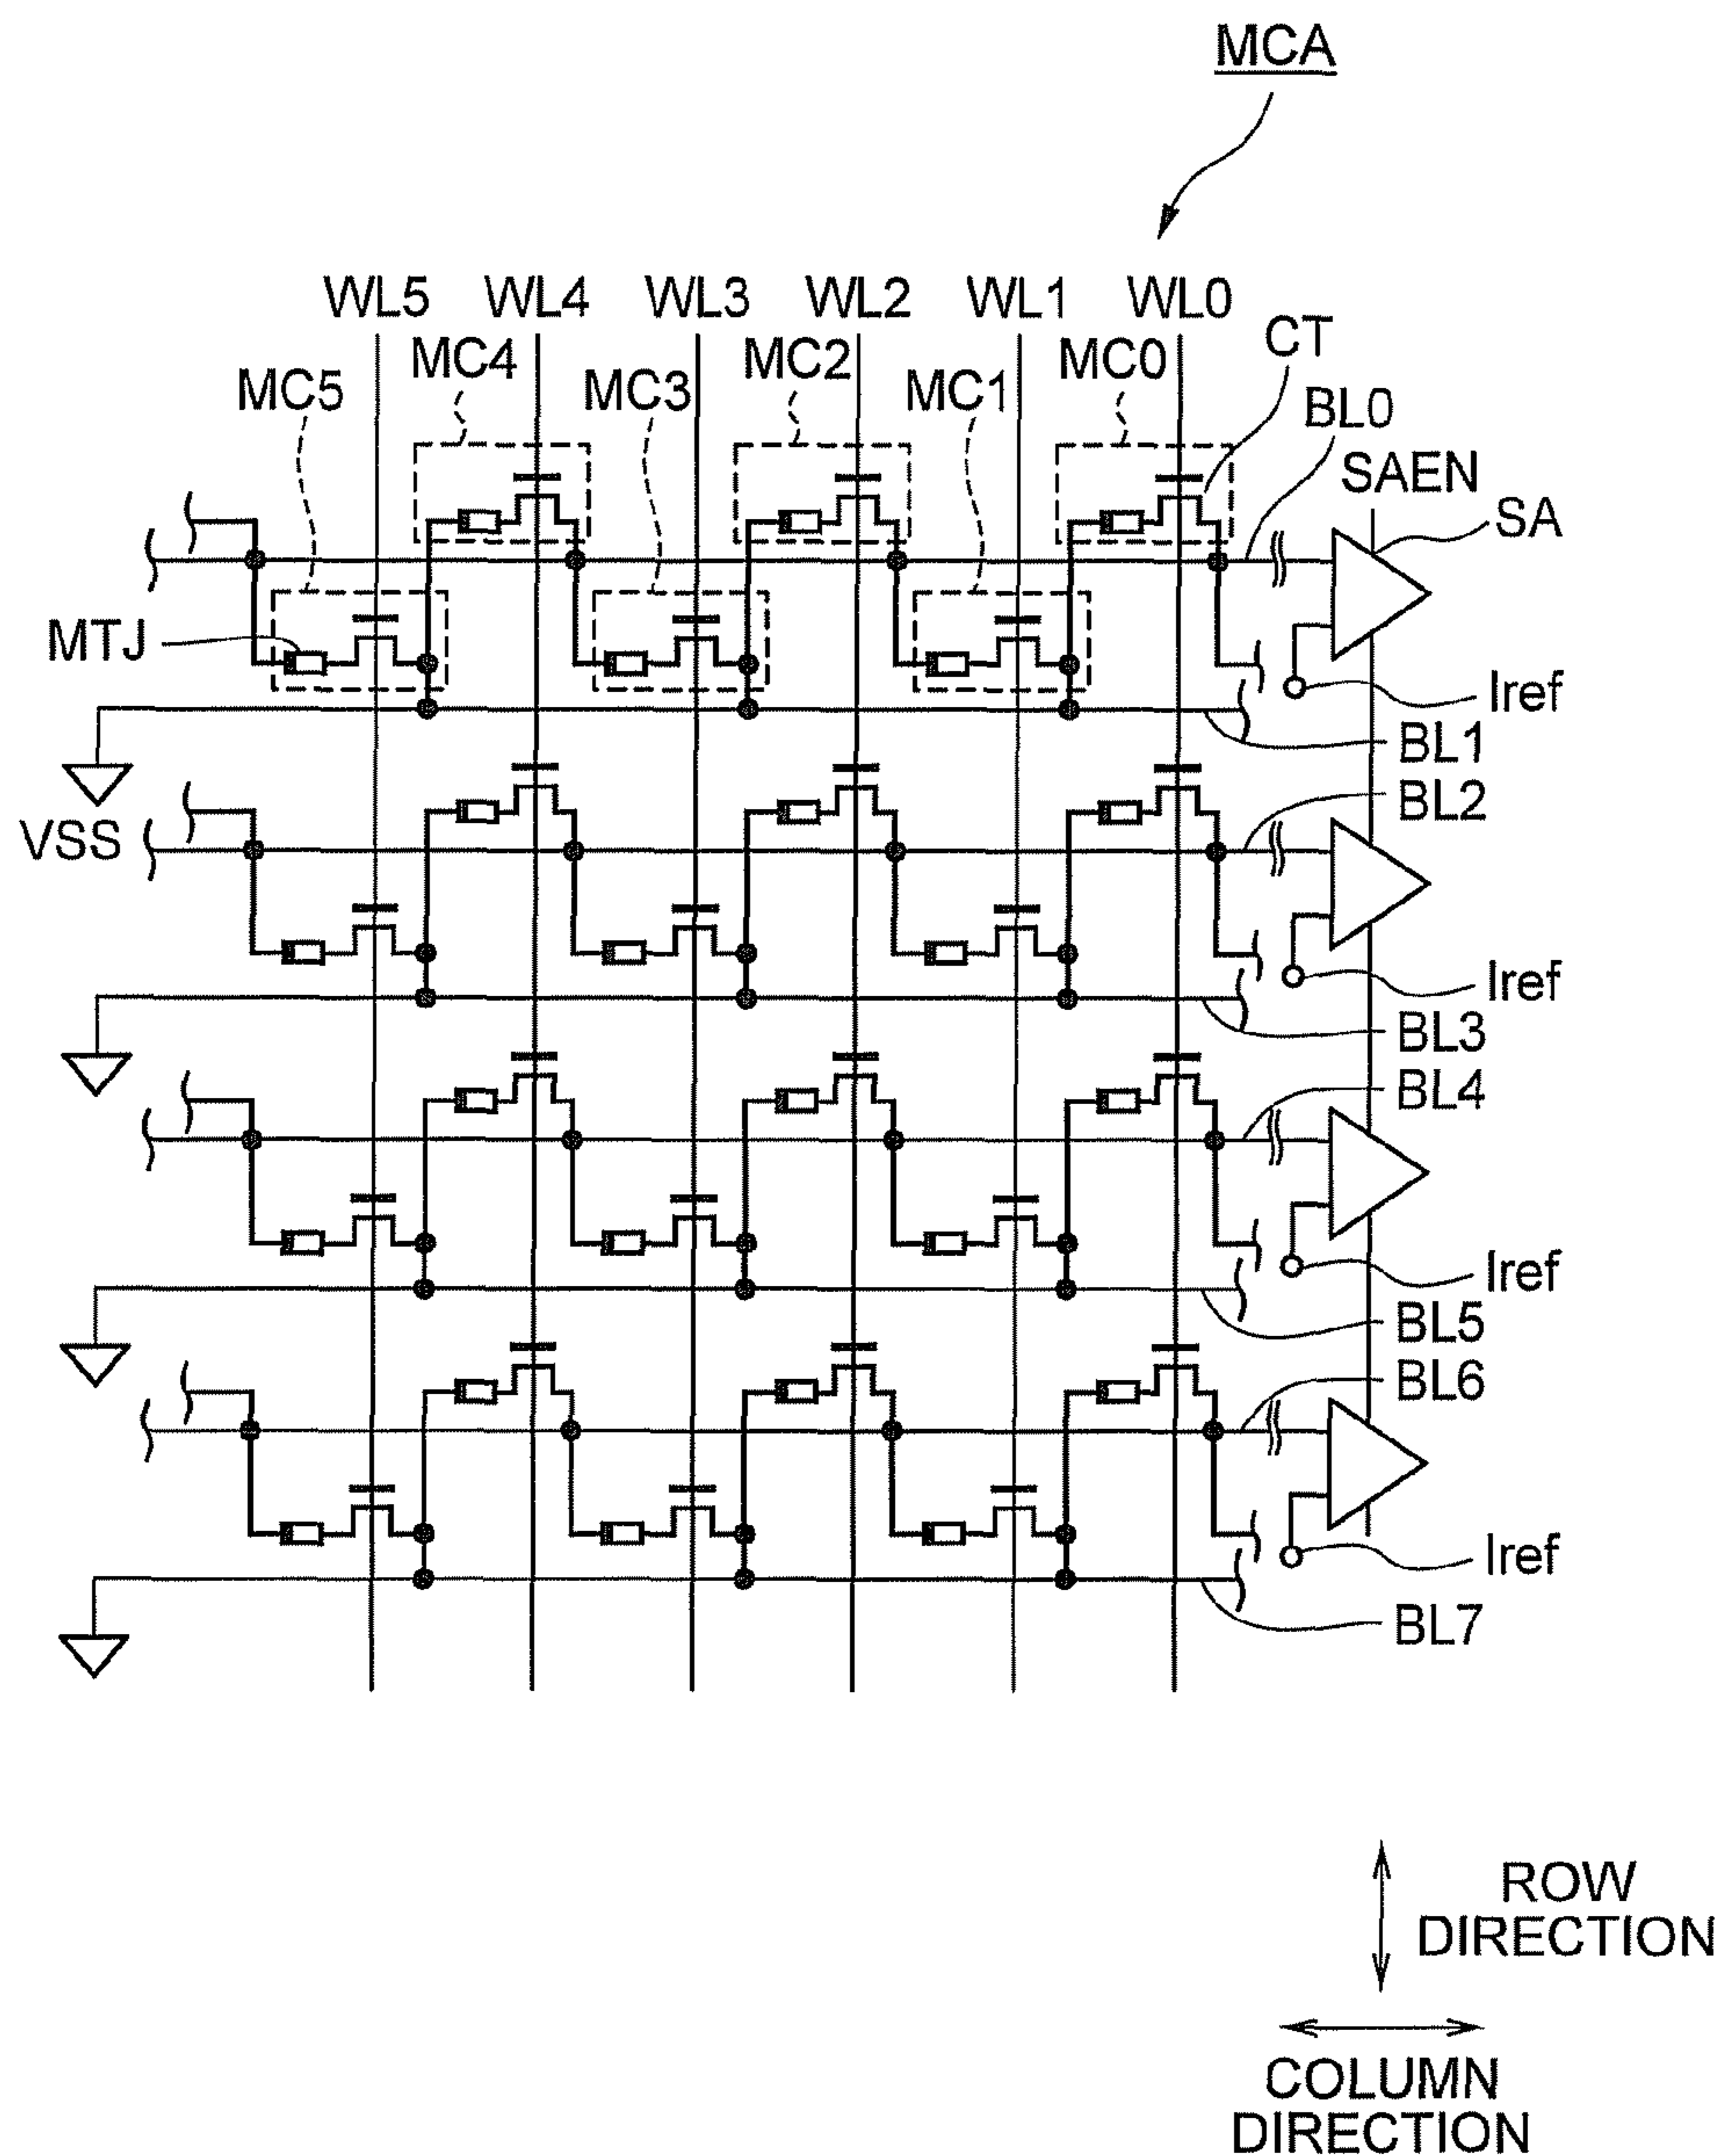 MCA
WL5 WL4 WL3 WL2 WL1 WL0
CT
MC5 MC4 MC3 MC2 MC1 MC0
BL0
SAEN
SA
MTJ
Iref
BL1
BL2
VSS
Iref
BL3
BL4
Iref
BL5
BL6
Iref
BL7
ROW
DIRECTION
COLUMN
DIRECTION